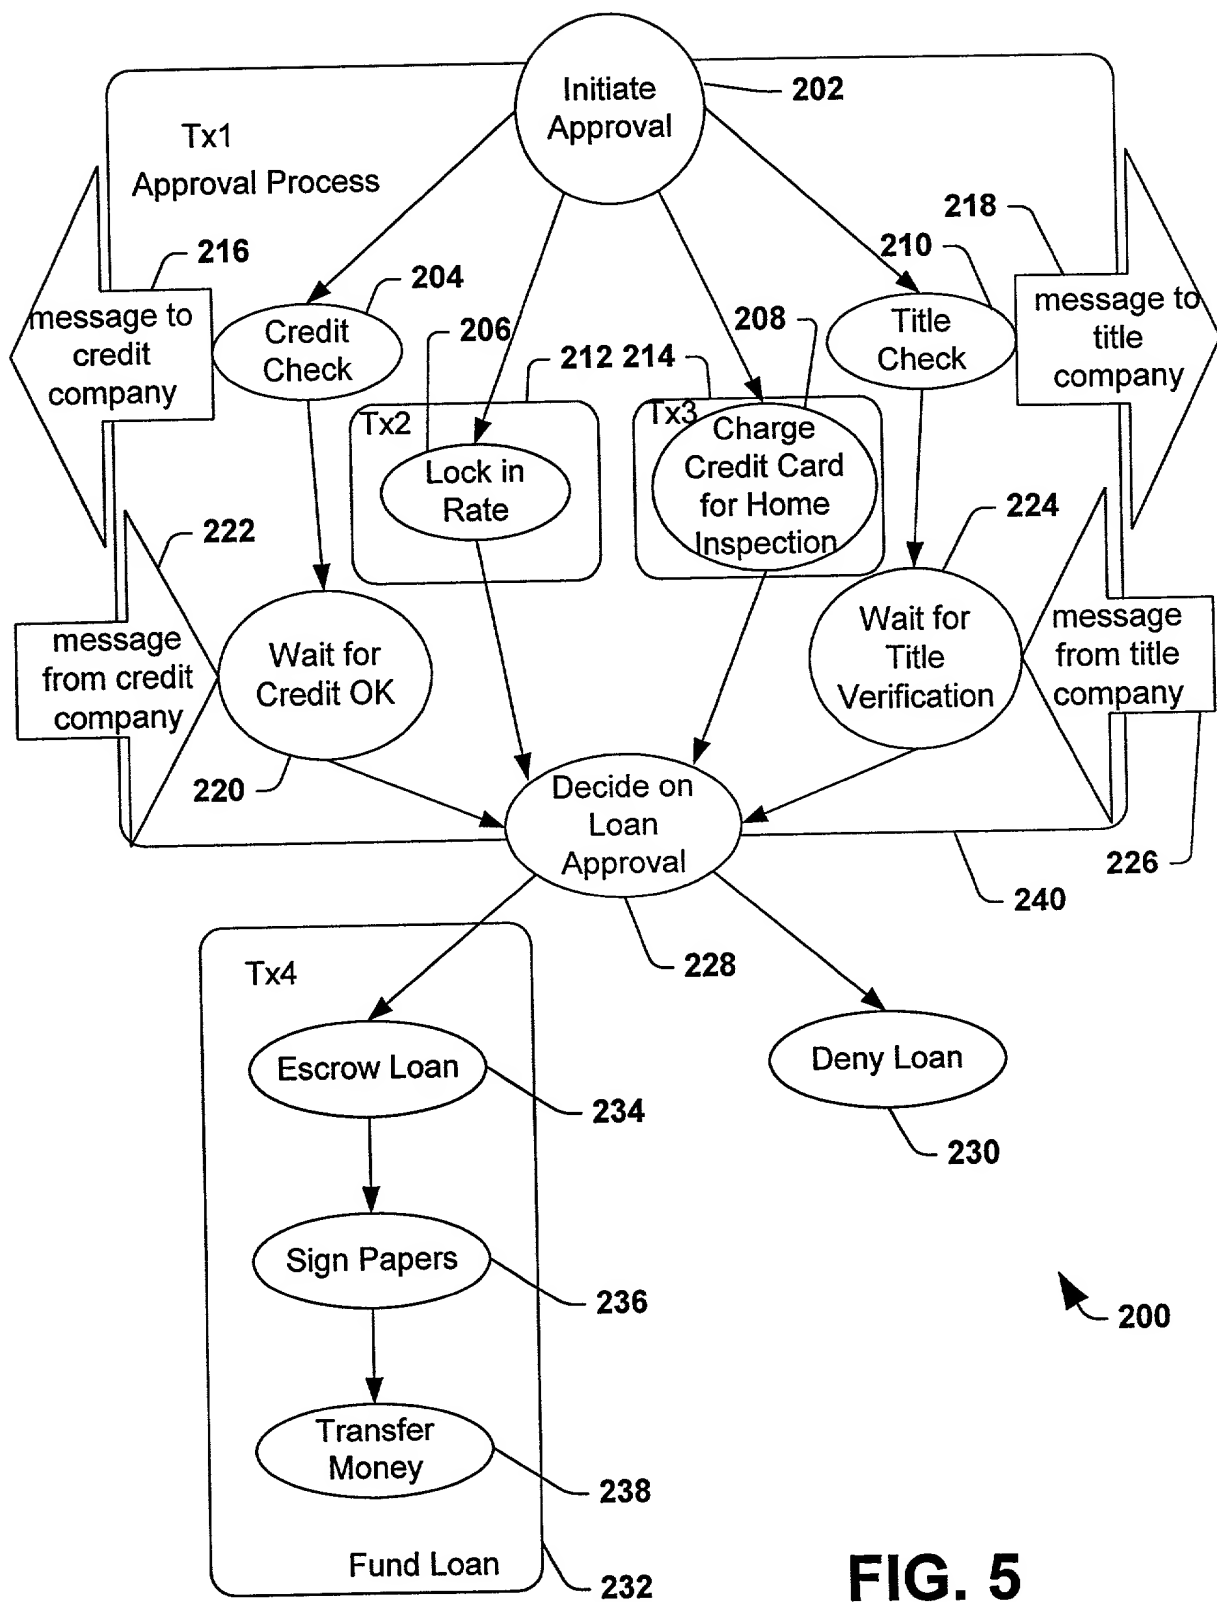 Initiate
Approval
202
Tx1
Approval Process
216
218
210
204
message to
credit
company
Credit
Check
206
208
Title
Check
message to
title
company
212
214
Tx2
Tx3
Lock in
Rate
Charge
Credit Card
for Home
Inspection
222
224
message
from credit
company
Wait for
Credit OK
Wait for
Title
Verification
message
from title
company
220
Decide on
Loan
Approval
226
240
228
Tx4
Escrow Loan
234
Deny Loan
230
Sign Papers
236
200
Transfer
Money
238
Fund Loan
232
FIG. 5